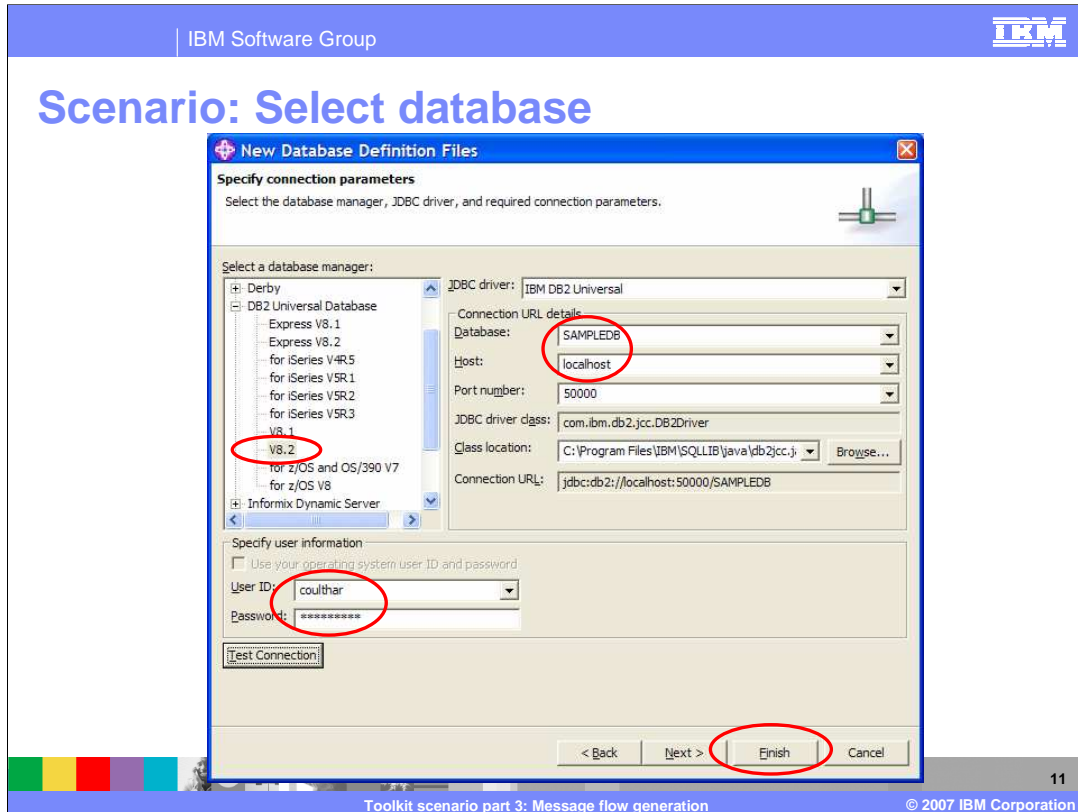 IBM Software Group
IBM
Scenario: Select database
New Database Definition Files
Specify connection parameters
Select the database manager, JDBC driver, and required connection parameters.
Select a database manager:
Derby
DB2 Universal Database
Express V8.1
Express V8.2
for iSeries V4R5
for iSeries V5R1
for iSeries V5R2
for iSeries V5R3
V8.1
V8.2
for z/OS and OS/390 V7
for z/OS V8
Informix Dynamic Server
JDBC driver: IBM DB2 Universal
Connection URL details
Database: SAMPLEDB
Host: localhost
Port number: 50000
JDBC driver class: com.ibm.db2.jcc.DB2Driver
Class location: C:\Program Files\IBM\SQLLIB\java\db2jcc.j Browse...
Connection URL: jdbc:db2://localhost:50000/SAMPLEDB
Specify user information
Use your operating system user ID and password
User ID: coulthar
Password: *********
Test Connection
< Back Next > Finish Cancel
11
Toolkit scenario part 3: Message flow generation © 2007 IBM Corporation